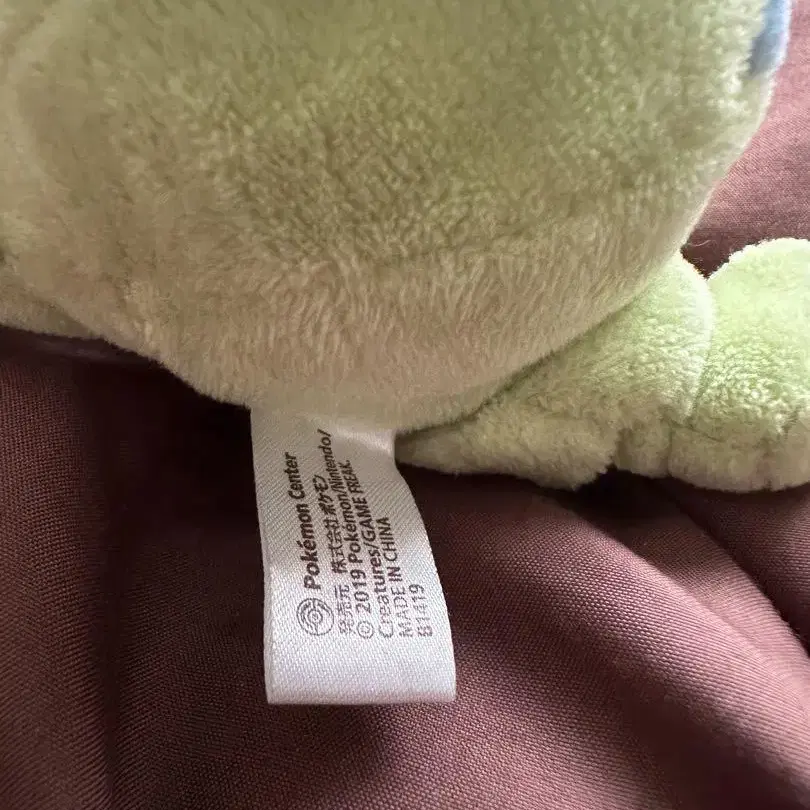 Pokémon Center
発売元 株式会社ポケモン
© 2019 Pokémon/Nintendo/
Creatures/GAME FREAK.
MADE IN CHINA
B1419